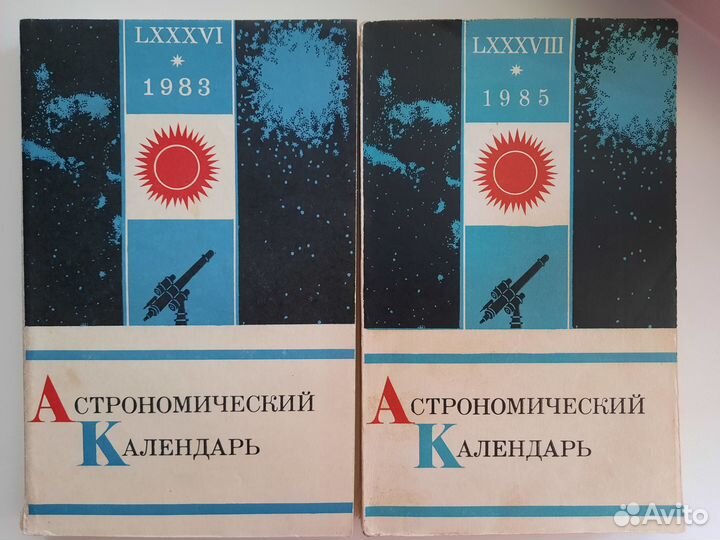 LXXXVI
1983
Астрономический
Календарь
LXXXVIII
1985
Астрономический
Календарь
Avito